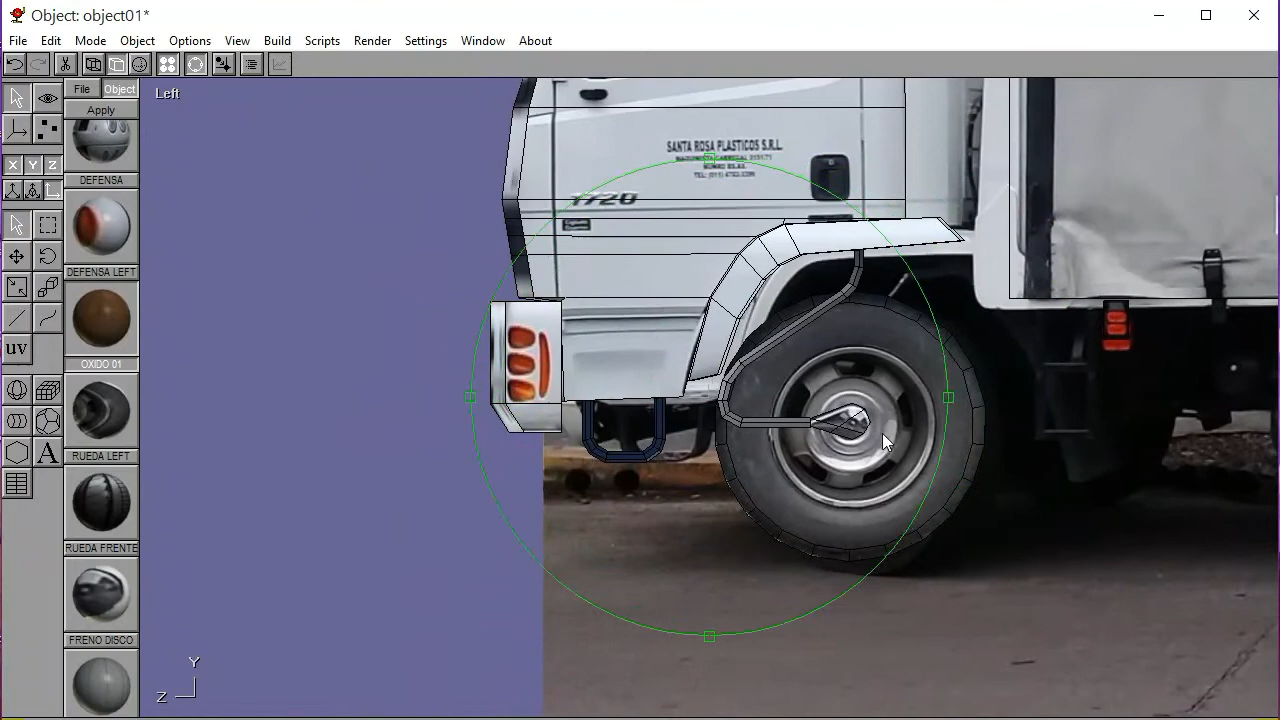 Object: object01*
File Edit Mode Object Options View Build Scripts Render Settings Window About
File Object
Apply
Left
X Y Z
uv
A
DEFENSA
DEFENSA LEFT
OXIDO 01
RUEDA LEFT
RUEDA FRENTE
FRENO DISCO
SANTA ROSA PLASTICOS S.R.L.
1720
Y
Z